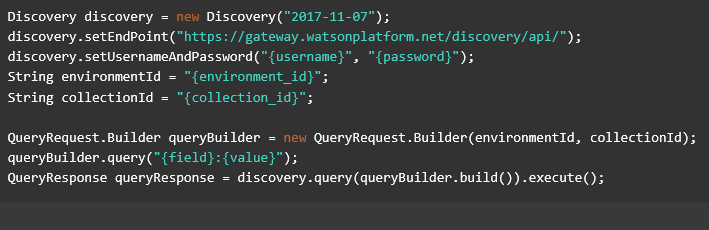 Discovery discovery = new Discovery("2017-11-07");
discovery.setEndPoint("https://gateway.watsonplatform.net/discovery/api/");
discovery.setUsernameAndPassword("{username}", "{password}");
String environmentId = "{environment_id}";
String collectionId = "{collection_id}";

QueryRequest.Builder queryBuilder = new QueryRequest.Builder(environmentId, collectionId);
queryBuilder.query("{field}:{value}");
QueryResponse queryResponse = discovery.query(queryBuilder.build()).execute();